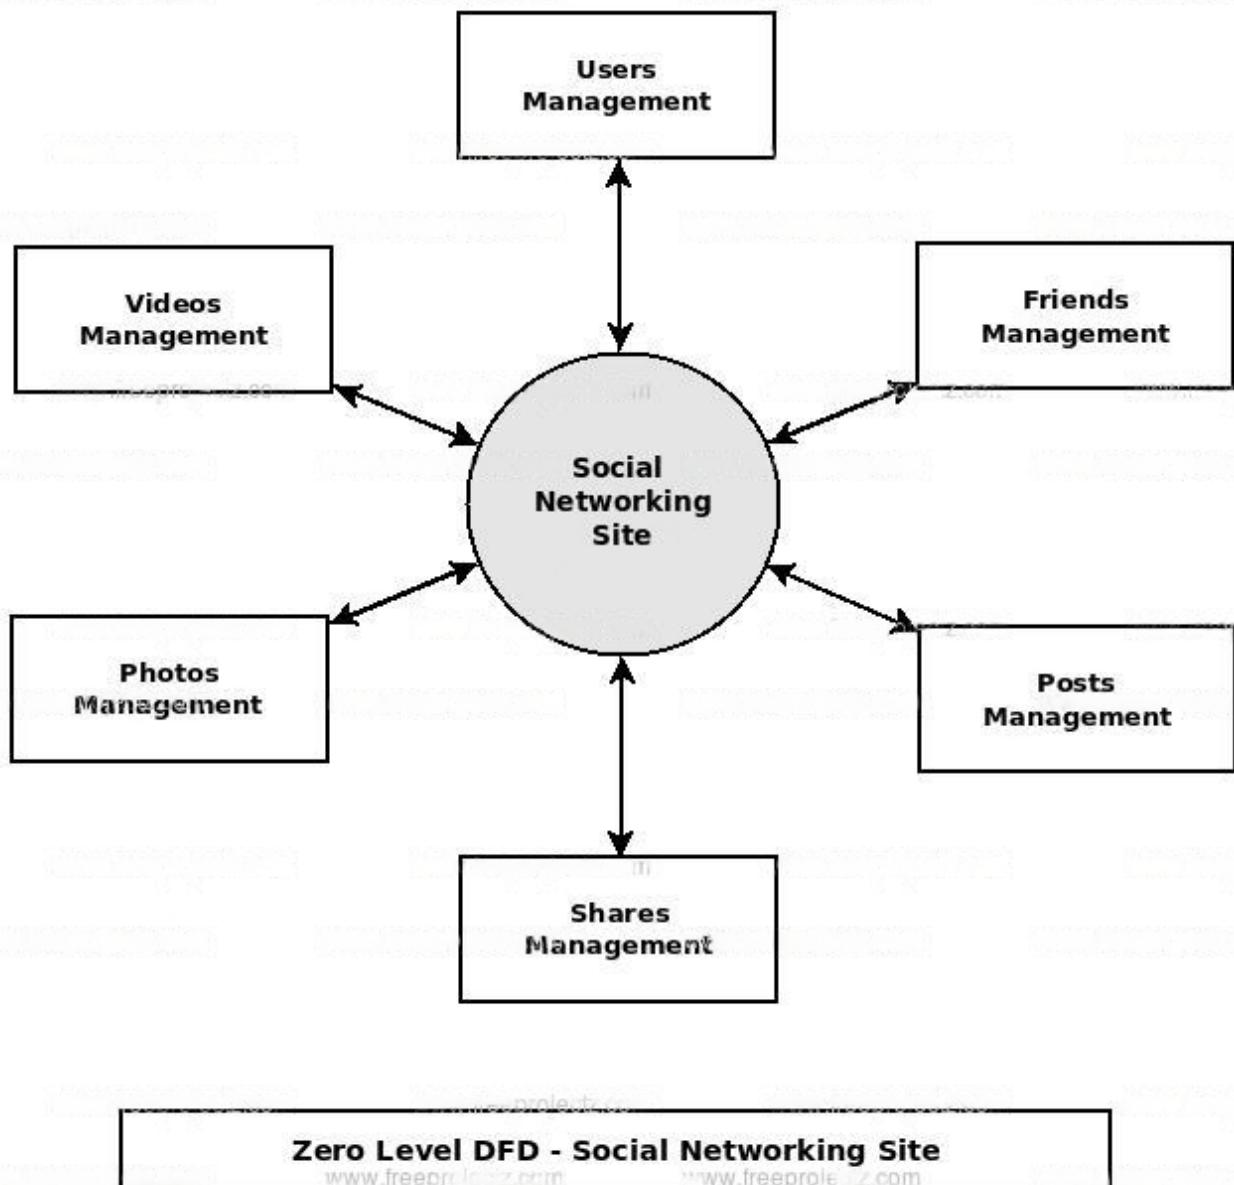 Users
Management
Videos
Management
Friends
Management
Social
Networking
Site
Photos
Management
Posts
Management
Shares
Management
Zero Level DFD - Social Networking Site